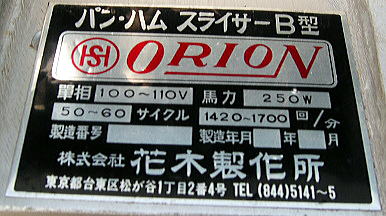 パン・ハム スライサーB型
HSI ORION
単相 100~110V 馬力 250W
50~60 サイクル 1420~1700 回/分
製造番号 製造年月 年 月
株式会社 花木製作所
東京都台東区松が谷1丁目2番4号 TEL (844)5141~5